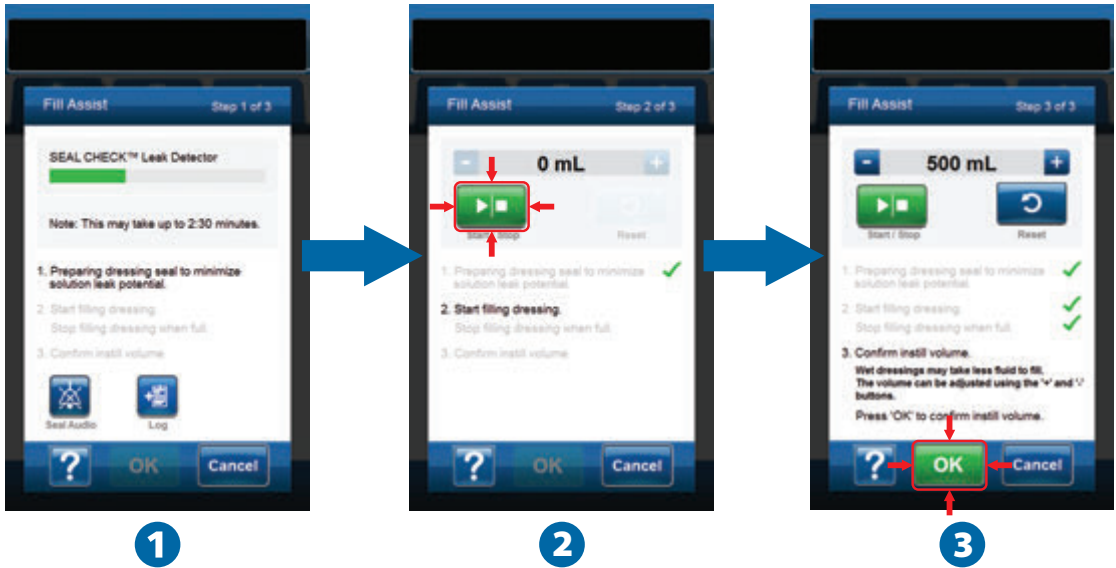 Fill Assist Step 1 of 3
SEAL CHECK™ Leak Detector
Note: This may take up to 2:30 minutes.
1. Preparing dressing seal to minimize
solution leak potential.
2. Start filling dressing.
Stop filling dressing when full.
3. Confirm instill volume
Seal Audio Log
? OK Cancel
1
Fill Assist Step 2 of 3
- 0 mL +
Start / Stop Reset
1. Preparing dressing seal to minimize
solution leak potential.
2. Start filling dressing.
Stop filling dressing when full.
3. Confirm instill volume
? OK Cancel
2
Fill Assist Step 3 of 3
- 500 mL +
Start / Stop Reset
1. Preparing dressing seal to minimize
solution leak potential.
2. Start filling dressing.
Stop filling dressing when full.
3. Confirm instill volume.
Wet dressings may take less fluid to fill.
The volume can be adjusted using the '+' and '-'
buttons.
Press 'OK' to confirm instill volume.
? OK Cancel
3